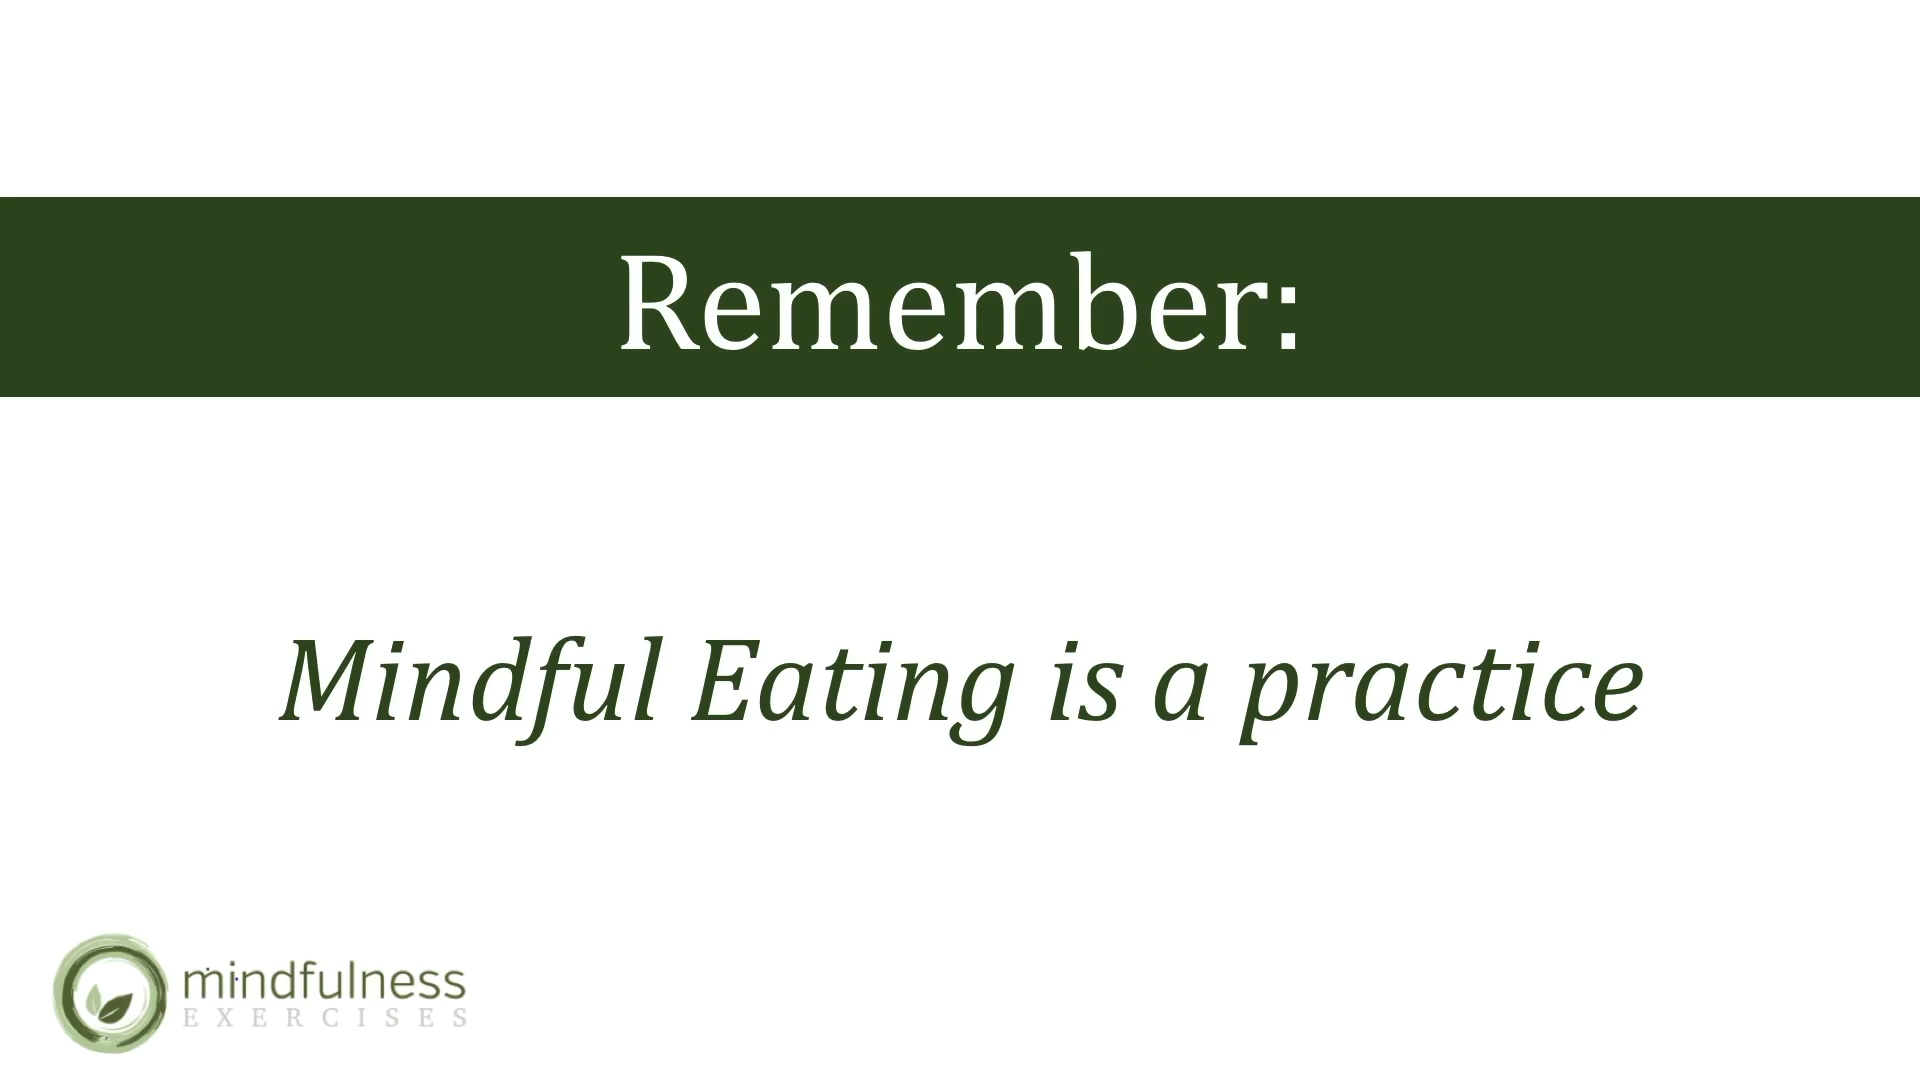 Remember:
Mindful Eating is a practice
mindfulness
EXERCISES